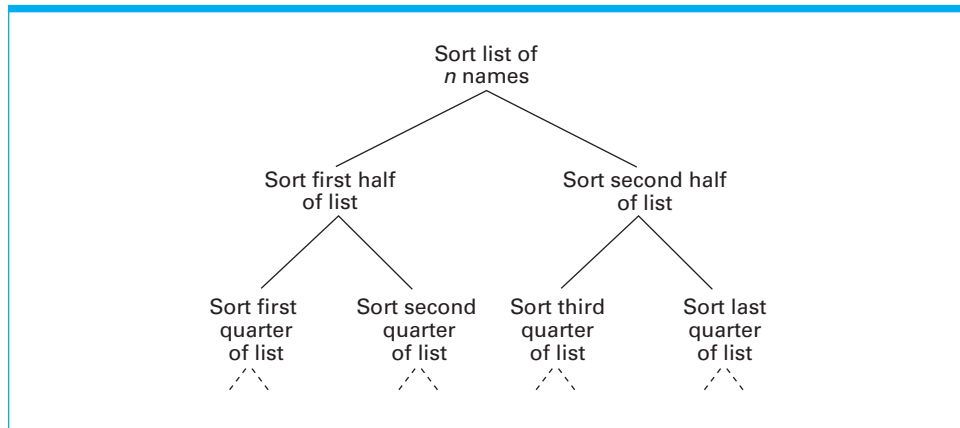 Sort list of
n names
Sort first half
of list
Sort second half
of list
Sort first
quarter
of list
Sort second
quarter
of list
Sort third
quarter
of list
Sort last
quarter
of list